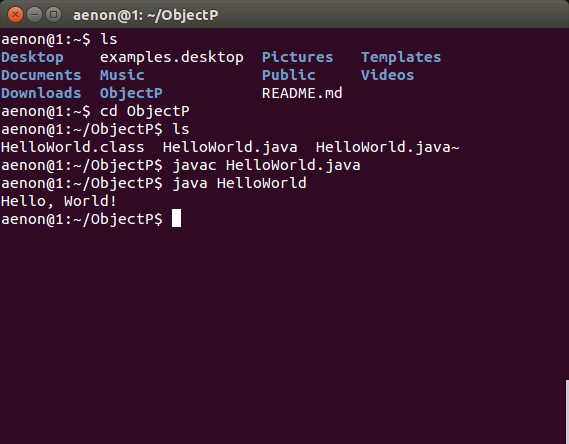 aenon@1: ~/ObjectP
aenon@1:~$ ls
Desktop    examples.desktop  Pictures   Templates
Documents  Music             Public     Videos
Downloads  ObjectP           README.md
aenon@1:~$ cd ObjectP
aenon@1:~/ObjectP$ ls
HelloWorld.class  HelloWorld.java  HelloWorld.java~
aenon@1:~/ObjectP$ javac HelloWorld.java
aenon@1:~/ObjectP$ java HelloWorld
Hello, World!
aenon@1:~/ObjectP$